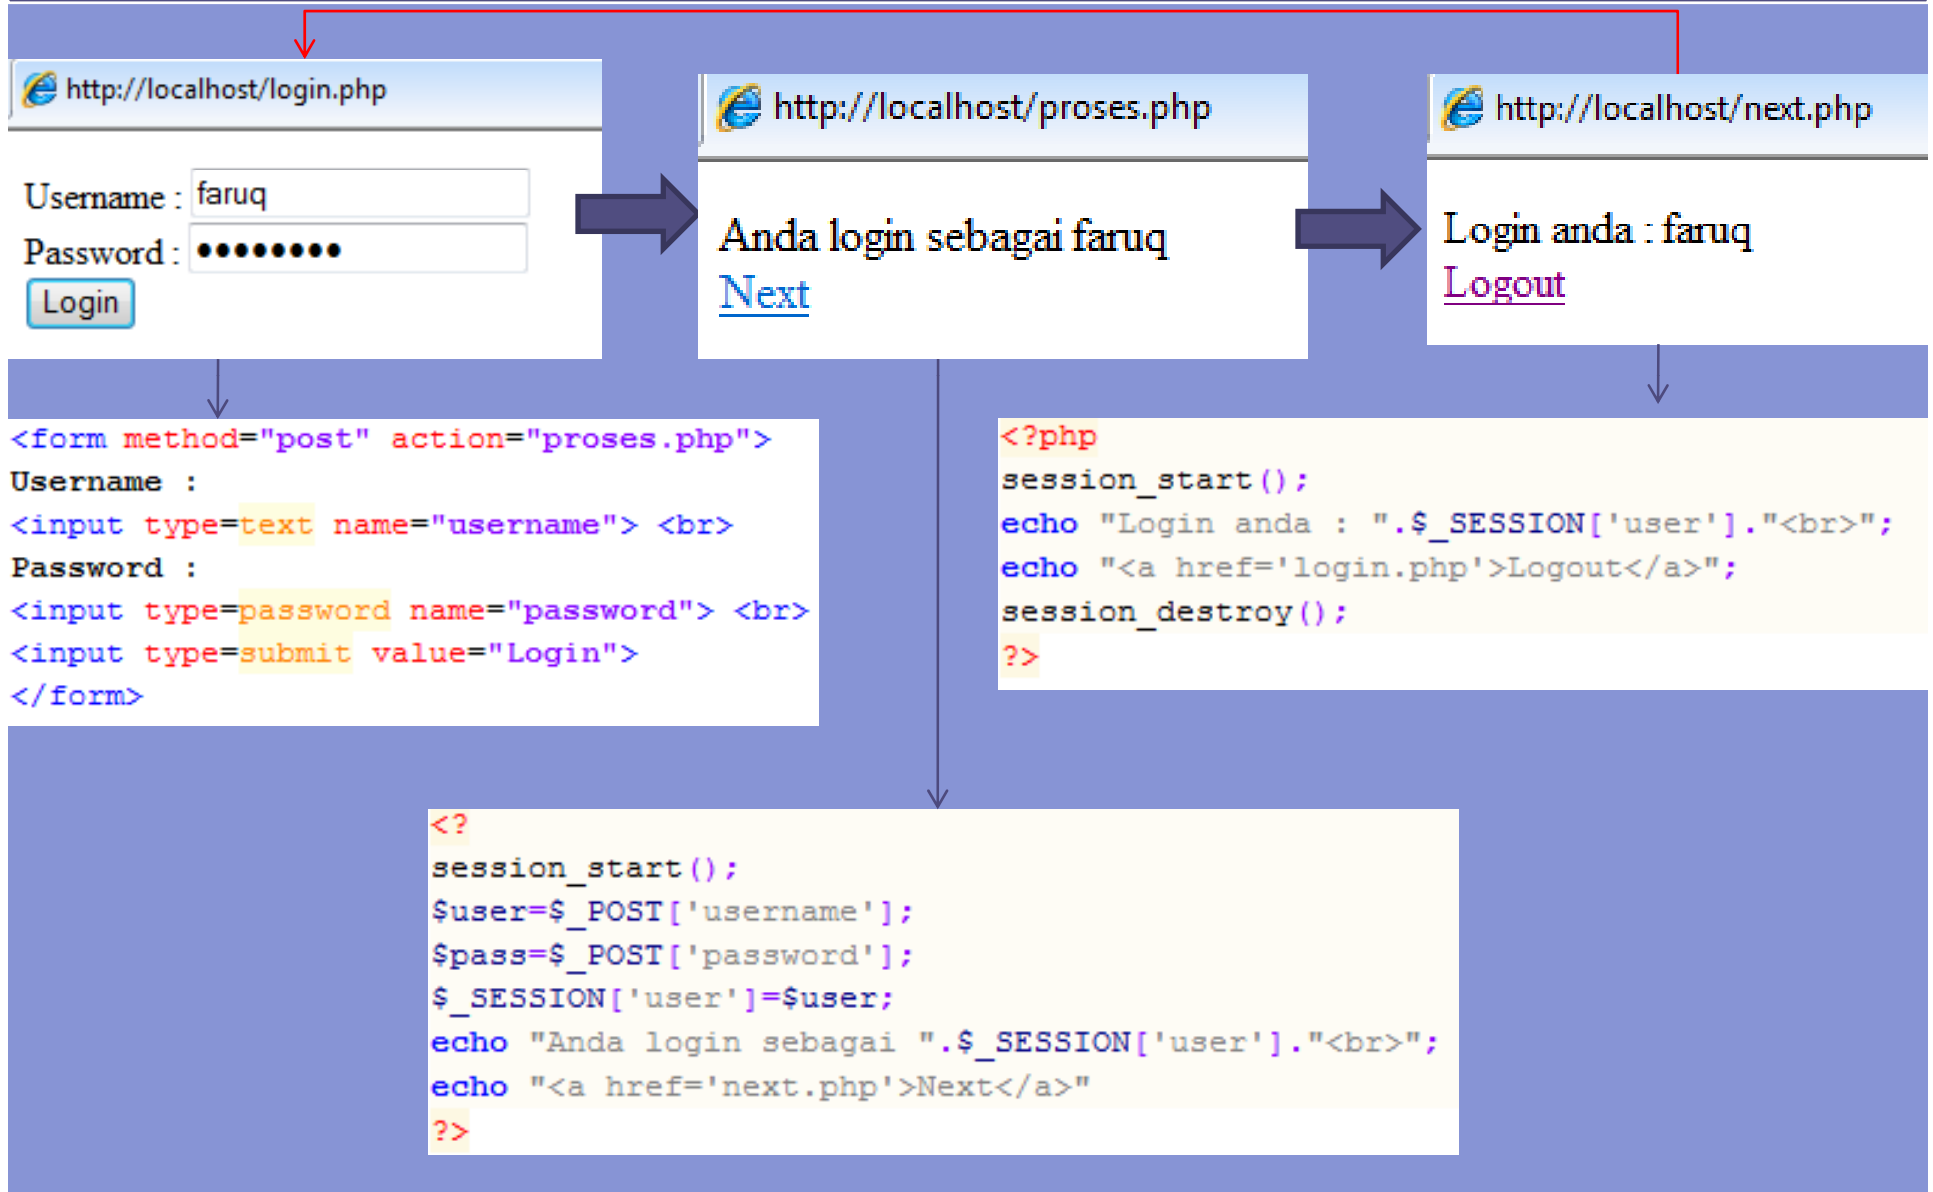 http://localhost/login.php
Username : faruq
Password : ••••••••
Login
http://localhost/proses.php
Anda login sebagai faruq
Next
http://localhost/next.php
Login anda : faruq
Logout
<form method="post" action="proses.php">
Username :
<input type=text name="username"> <br>
Password :
<input type=password name="password"> <br>
<input type=submit value="Login">
</form>
<?php
session_start();
echo "Login anda : ".$_SESSION['user']."<br>";
echo "<a href='login.php'>Logout</a>";
session_destroy();
?>
<?
session_start();
$user=$_POST['username'];
$pass=$_POST['password'];
$_SESSION['user']=$user;
echo "Anda login sebagai ".$_SESSION['user']."<br>";
echo "<a href='next.php'>Next</a>"
?>